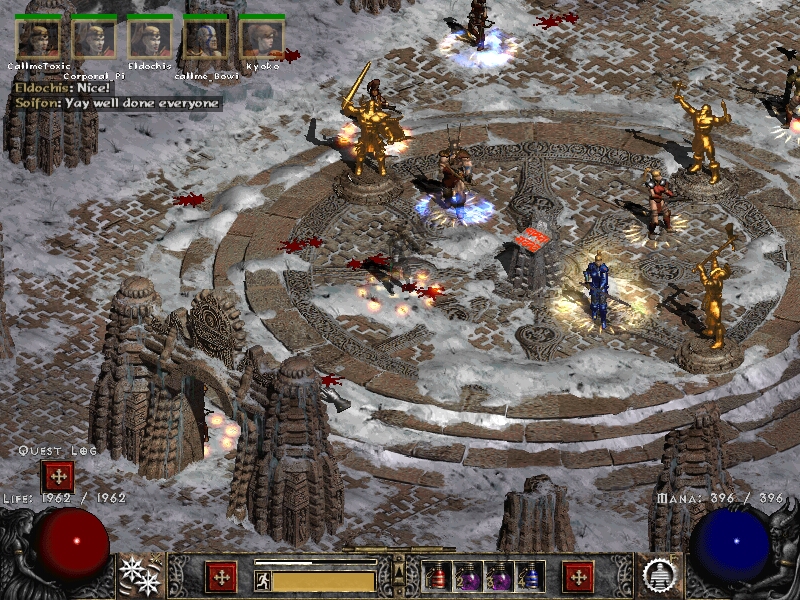 CallmeToxic
Corporal_Pi
Eldochis
callme_Bowi
Kyoko
Eldochis: Nice!
Soifon: Yay well done everyone
Quest Log
Life: 1962 / 1962
Mana: 396 / 396